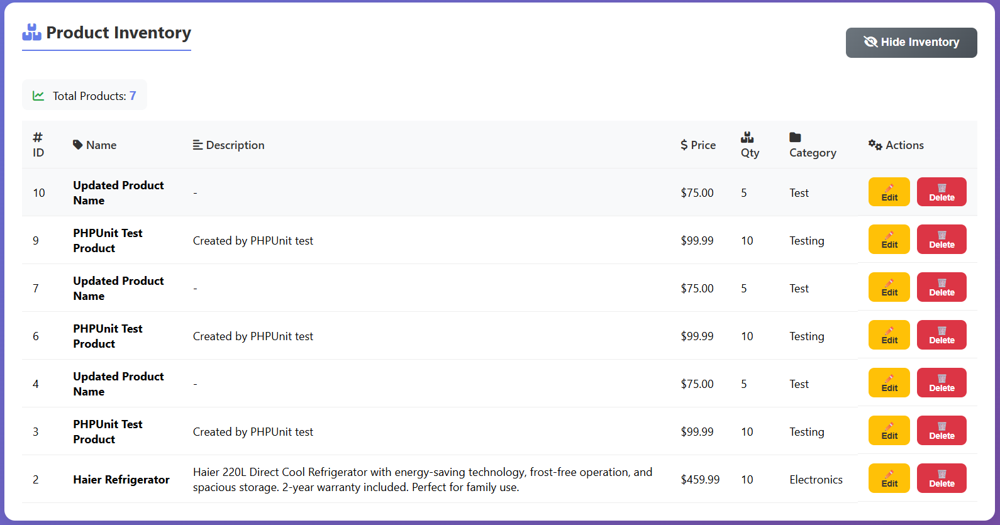 Product Inventory
Hide Inventory
Total Products: 7
# ID Name Description $ Price Qty Category Actions
10 Updated Product Name - $75.00 5 Test Edit Delete
9 PHPUnit Test Product Created by PHPUnit test $99.99 10 Testing Edit Delete
7 Updated Product Name - $75.00 5 Test Edit Delete
6 PHPUnit Test Product Created by PHPUnit test $99.99 10 Testing Edit Delete
4 Updated Product Name - $75.00 5 Test Edit Delete
3 PHPUnit Test Product Created by PHPUnit test $99.99 10 Testing Edit Delete
2 Haier Refrigerator Haier 220L Direct Cool Refrigerator with energy-saving technology, frost-free operation, and
spacious storage. 2-year warranty included. Perfect for family use. $459.99 10 Electronics Edit Delete